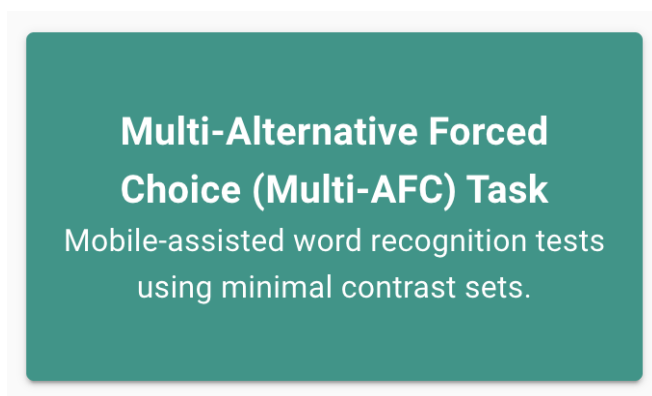 Multi-Alternative Forced
Choice (Multi-AFC) Task
Mobile-assisted word recognition tests
using minimal contrast sets.